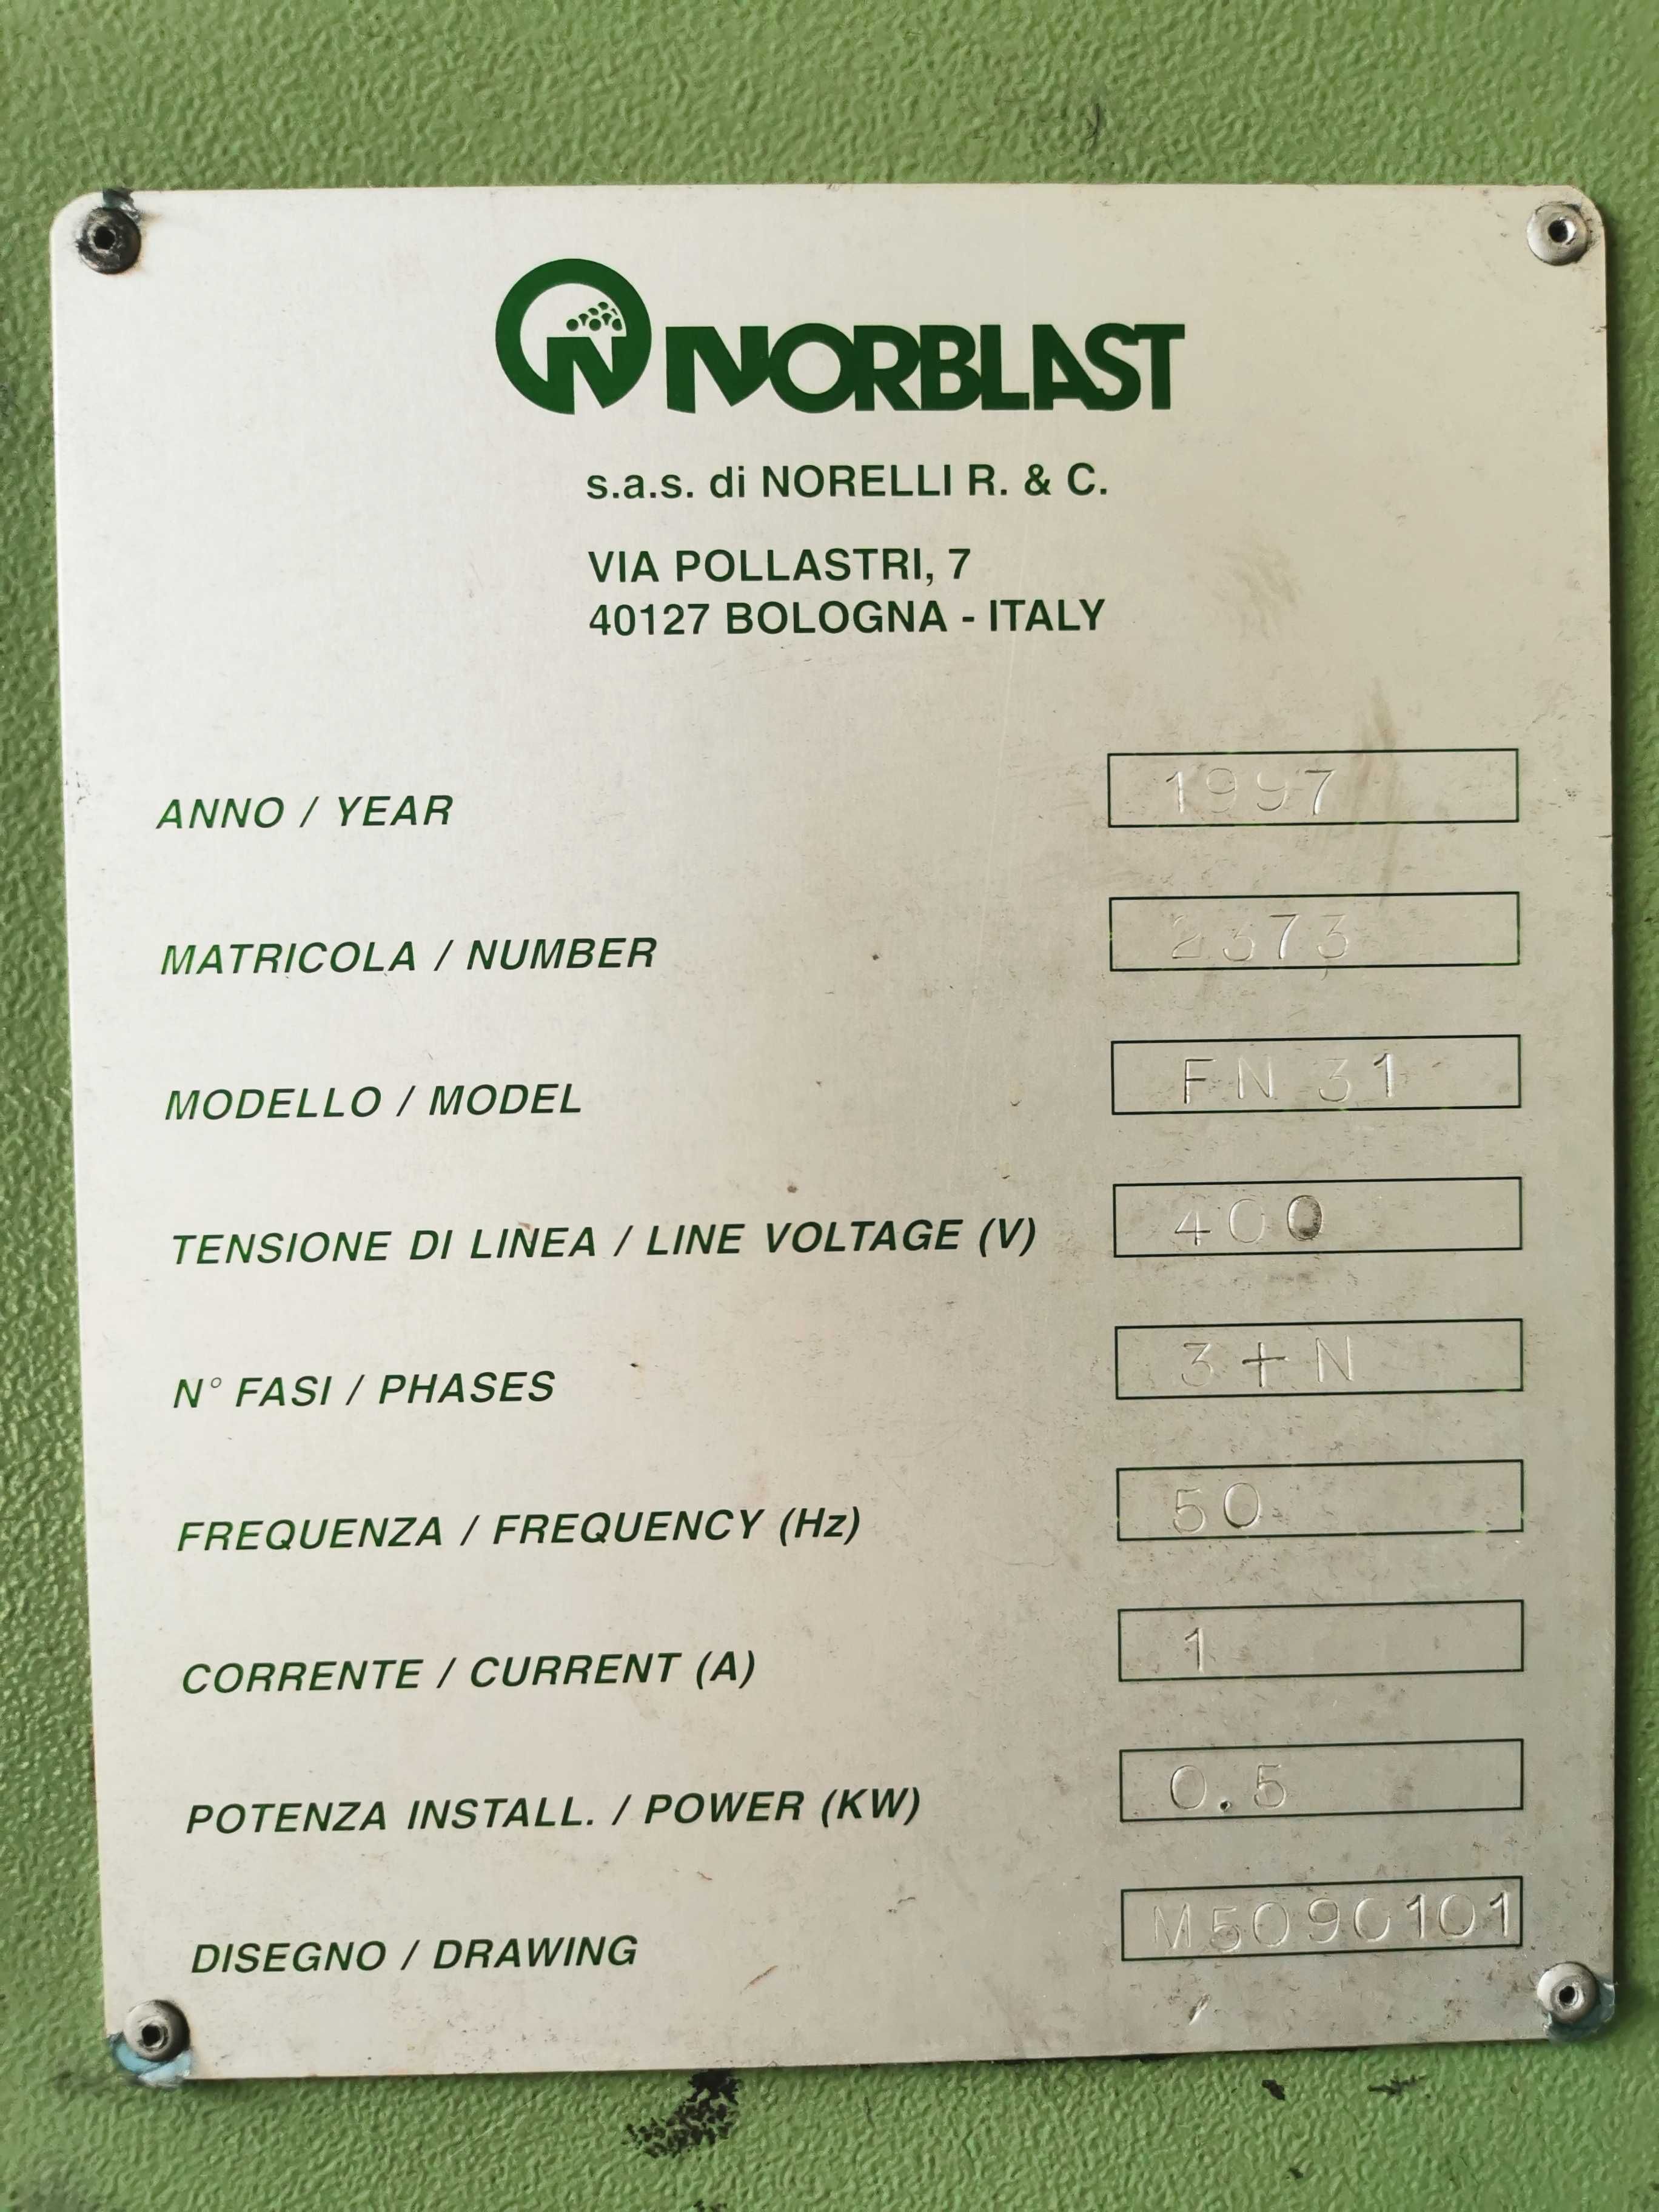 NORBLAST
s.a.s. di NORELLI R. & C.
VIA POLLASTRI, 7
40127 BOLOGNA - ITALY
ANNO / YEAR 1997
MATRICOLA / NUMBER 2373
MODELLO / MODEL FN 31
TENSIONE DI LINEA / LINE VOLTAGE (V) 400
N° FASI / PHASES 3+N
FREQUENZA / FREQUENCY (Hz) 50
CORRENTE / CURRENT (A) 1
POTENZA INSTALL. / POWER (KW) 0.5
DISEGNO / DRAWING M5090101